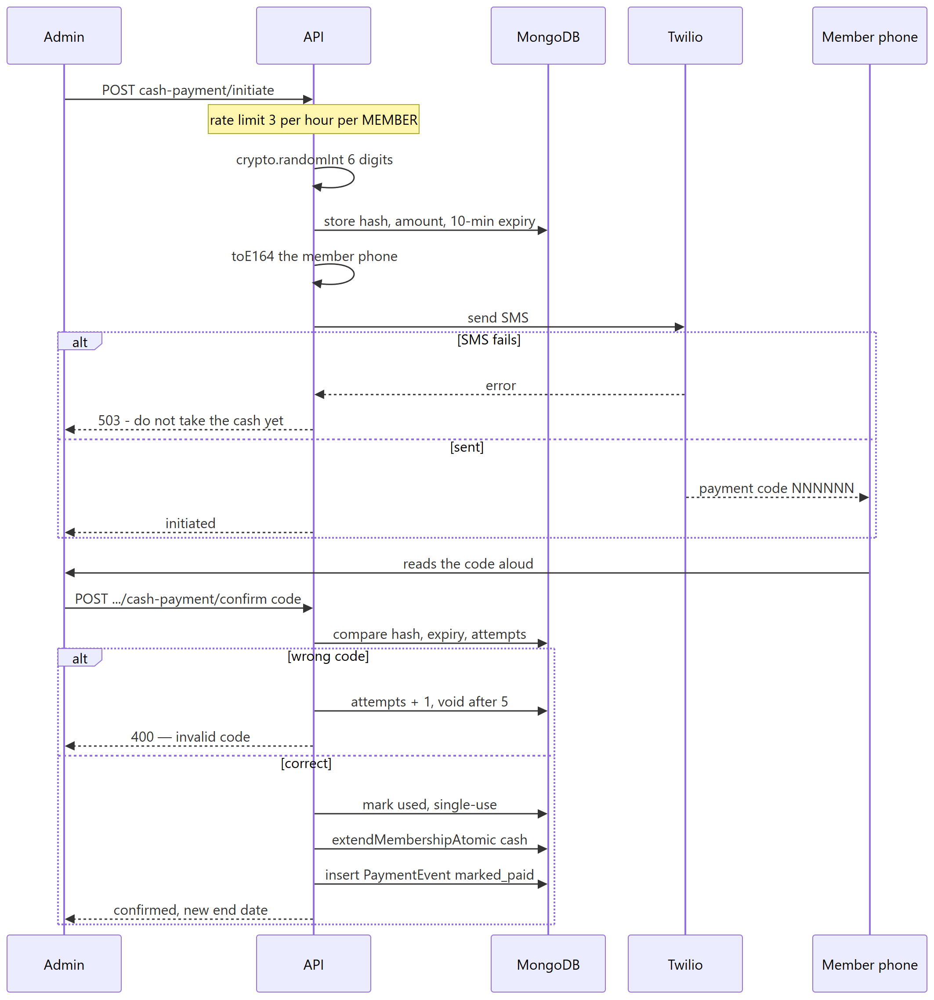 Admin
API
MongoDB
Twilio
Member phone
POST cash-payment/initiate
rate limit 3 per hour per MEMBER
crypto.randomInt 6 digits
store hash, amount, 10-min expiry
toE164 the member phone
send SMS
alt
[SMS fails]
error
503 - do not take the cash yet
[sent]
payment code NNNNNN
initiated
reads the code aloud
POST .../cash-payment/confirm code
compare hash, expiry, attempts
alt
[wrong code]
attempts + 1, void after 5
400 — invalid code
[correct]
mark used, single-use
extendMembershipAtomic cash
insert PaymentEvent marked_paid
confirmed, new end date
Admin
API
MongoDB
Twilio
Member phone